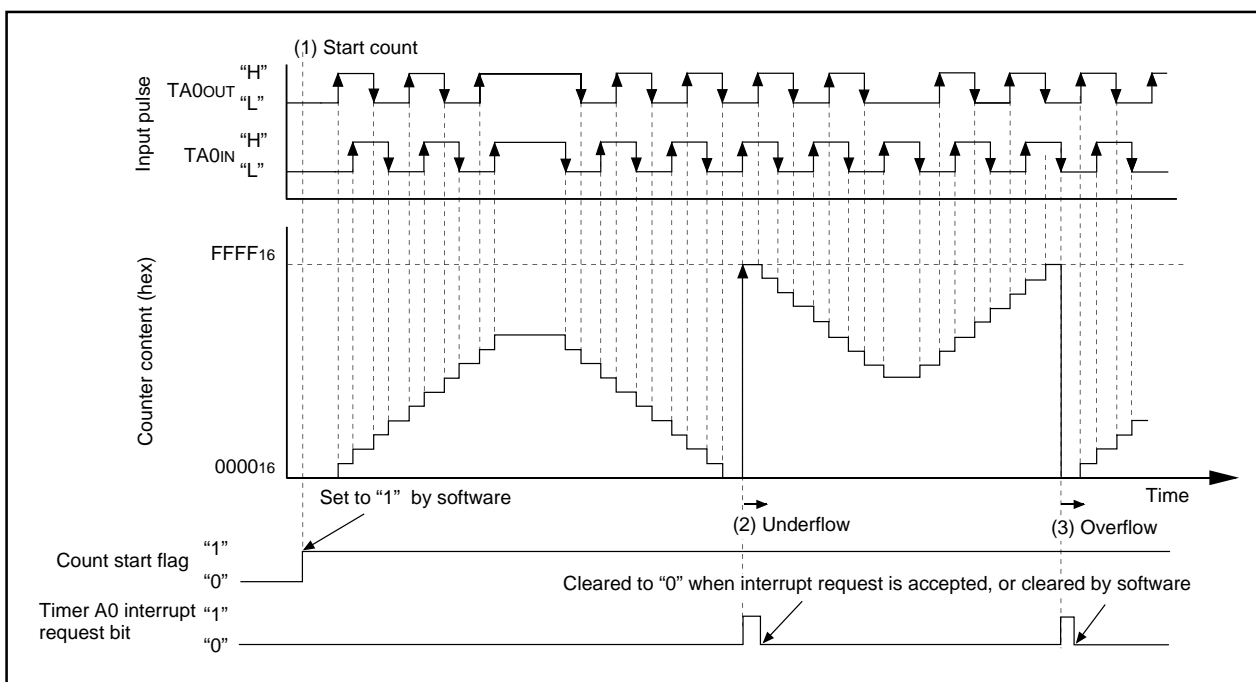 (1) Start count
Input pulse
TA0OUT
“H”
“L”
TA0IN
“H”
“L”
Counter content (hex)
FFFF16
000016
Time
Set to “1” by software
(2) Underflow
(3) Overflow
Count start flag
“1”
“0”
Cleared to “0” when interrupt request is accepted, or cleared by software
Timer A0 interrupt
request bit
“1”
“0”